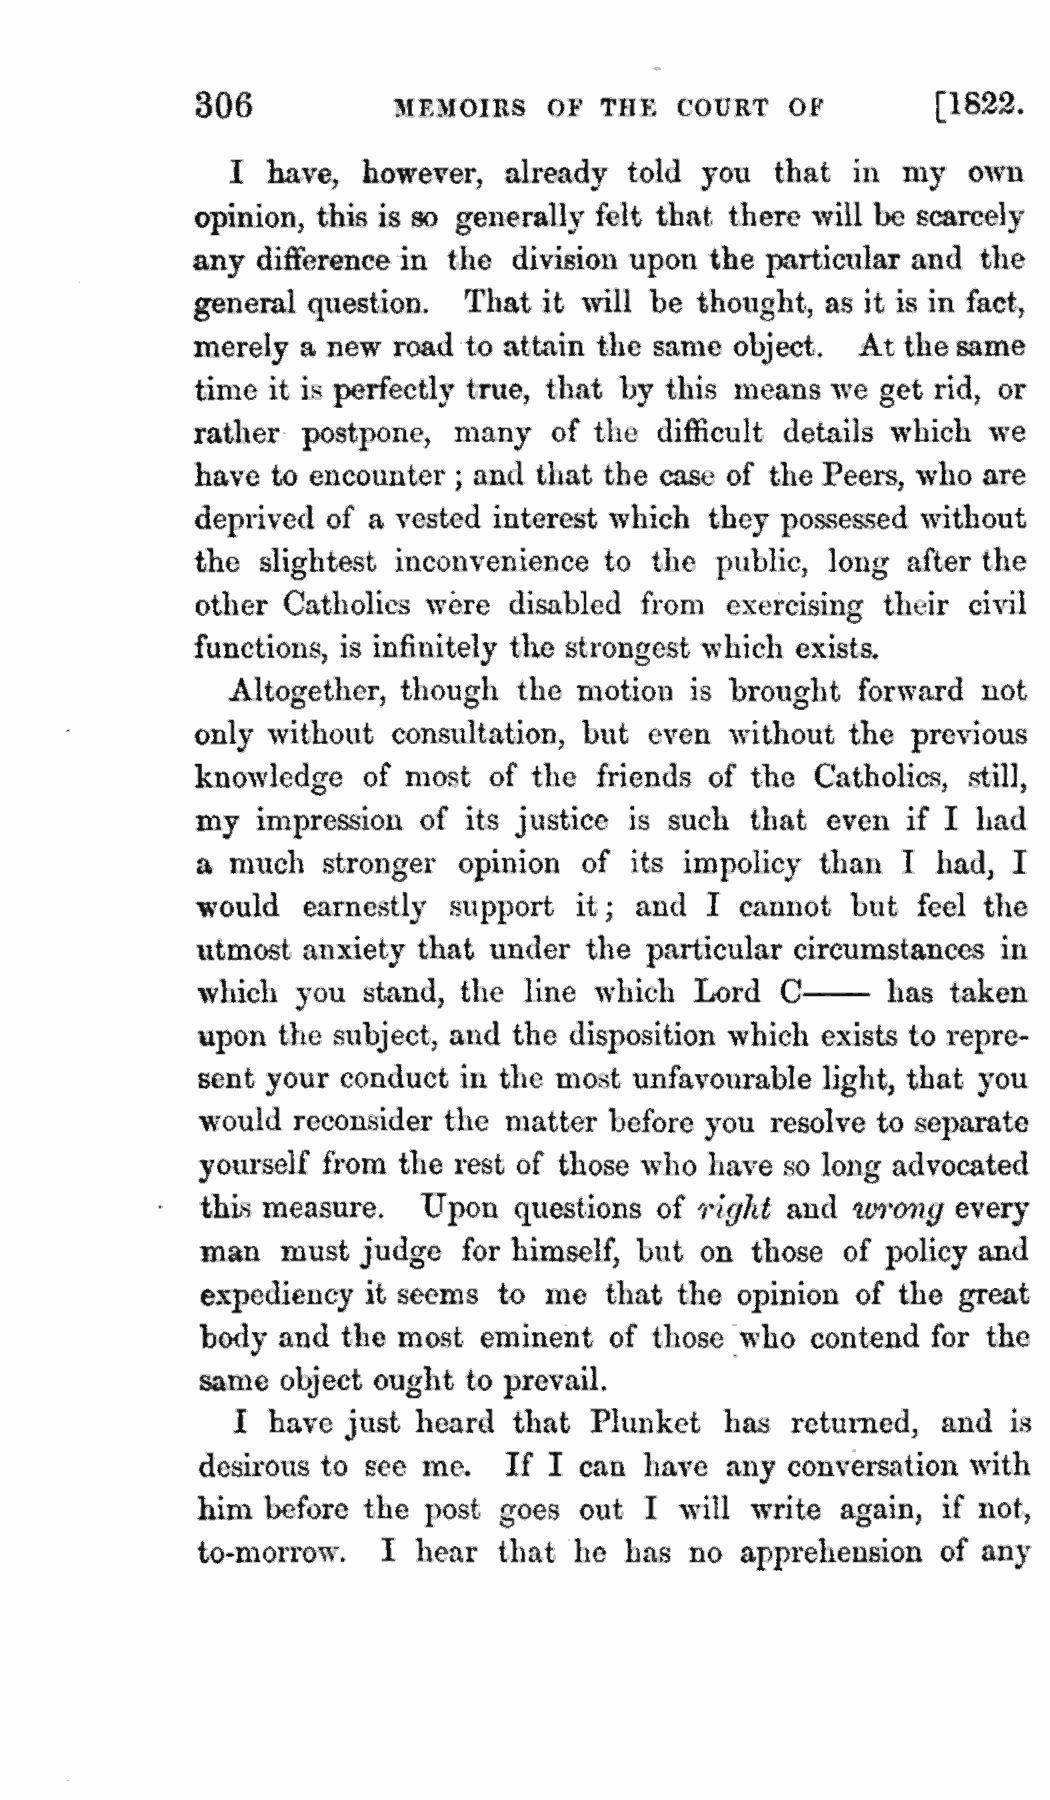 306 MEMOIRS OF THE COURT OF [1822.
I have, however, already told you that in my own
opinion, this is so generally felt that there will be scarcely
any difference in the division upon the particular and the
general question. That it will be thought, as it is in fact,
merely a new road to attain the same object. At the same
time it is perfectly true, that by this means we get rid, or
rather postpone, many of the difficult details which we
have to encounter ; and that the case of the Peers, who are
deprived of a vested interest which they possessed without
the slightest inconvenience to the public, long after the
other Catholics were disabled from exercising their civil
functions, is infinitely the strongest which exists.
Altogether, though the motion is brought forward not
only without consultation, but even without the previous
knowledge of most of the friends of the Catholics, still,
my impression of its justice is such that even if I had
a much stronger opinion of its impolicy than I had, I
would earnestly support it ; and I cannot but feel the
utmost anxiety that under the particular circumstances in
which you stand, the line which Lord C—— has taken
upon the subject, and the disposition which exists to repre-
sent your conduct in the most unfavourable light, that you
would reconsider the matter before you resolve to separate
yourself from the rest of those who have so long advocated
this measure. Upon questions of right and wrong every
man must judge for himself, but on those of policy and
expediency it seems to me that the opinion of the great
body and the most eminent of those who contend for the
same object ought to prevail.
I have just heard that Plunket has returned, and is
desirous to see me. If I can have any conversation with
him before the post goes out I will write again, if not,
to-morrow. I hear that he has no apprehension of any